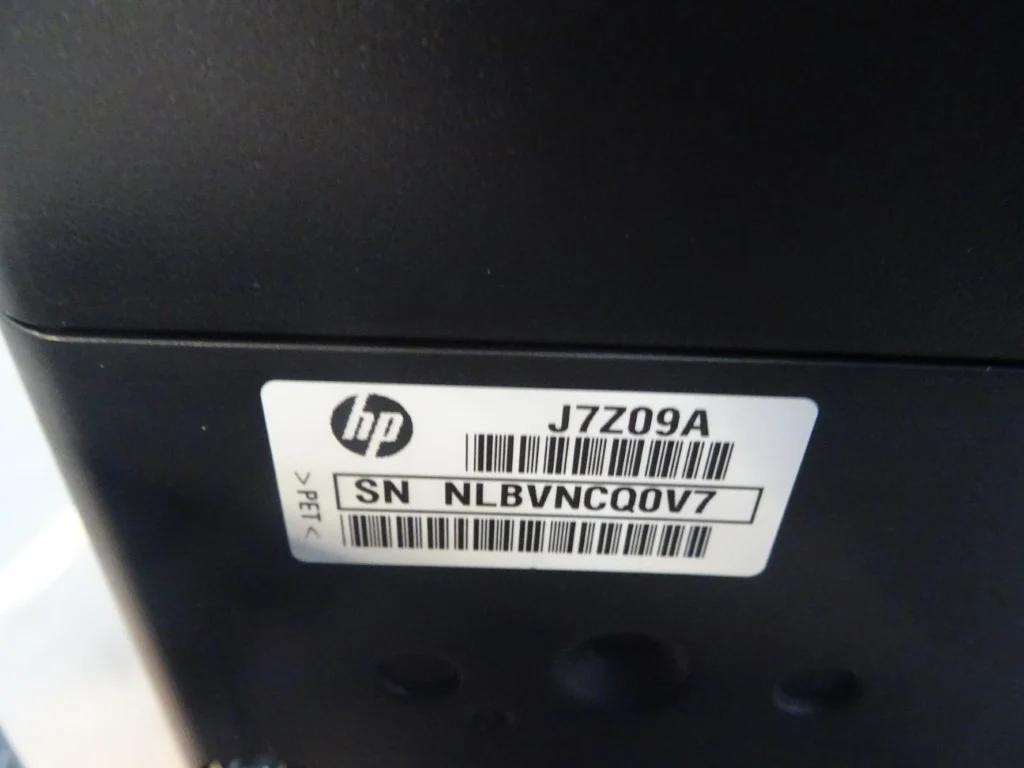 hp
J7Z09A
SN NLBVNCQ0V7
>PET<